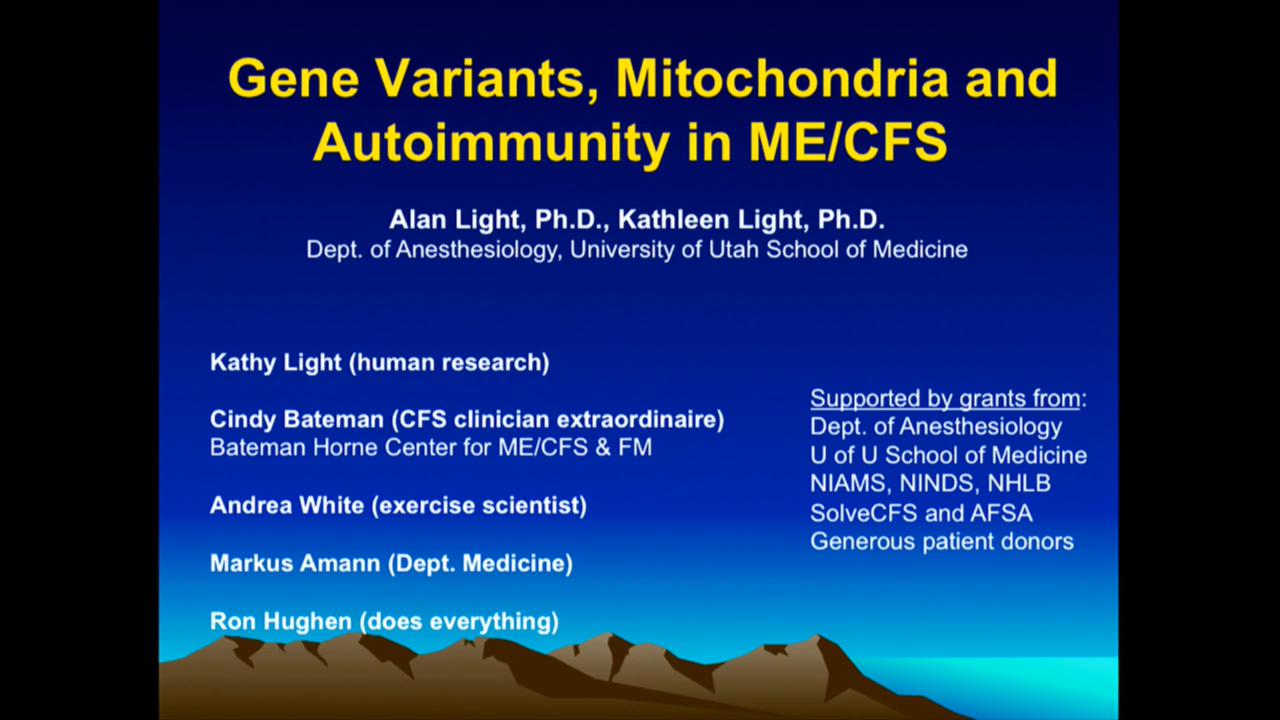 Gene Variants, Mitochondria and
Autoimmunity in ME/CFS
Alan Light, Ph.D., Kathleen Light, Ph.D.
Dept. of Anesthesiology, University of Utah School of Medicine
Kathy Light (human research)
Cindy Bateman (CFS clinician extraordinaire)
Bateman Horne Center for ME/CFS & FM
Andrea White (exercise scientist)
Markus Amann (Dept. Medicine)
Ron Hughen (does everything)
Supported by grants from:
Dept. of Anesthesiology
U of U School of Medicine
NIAMS, NINDS, NHLB
SolveCFS and AFSA
Generous patient donors